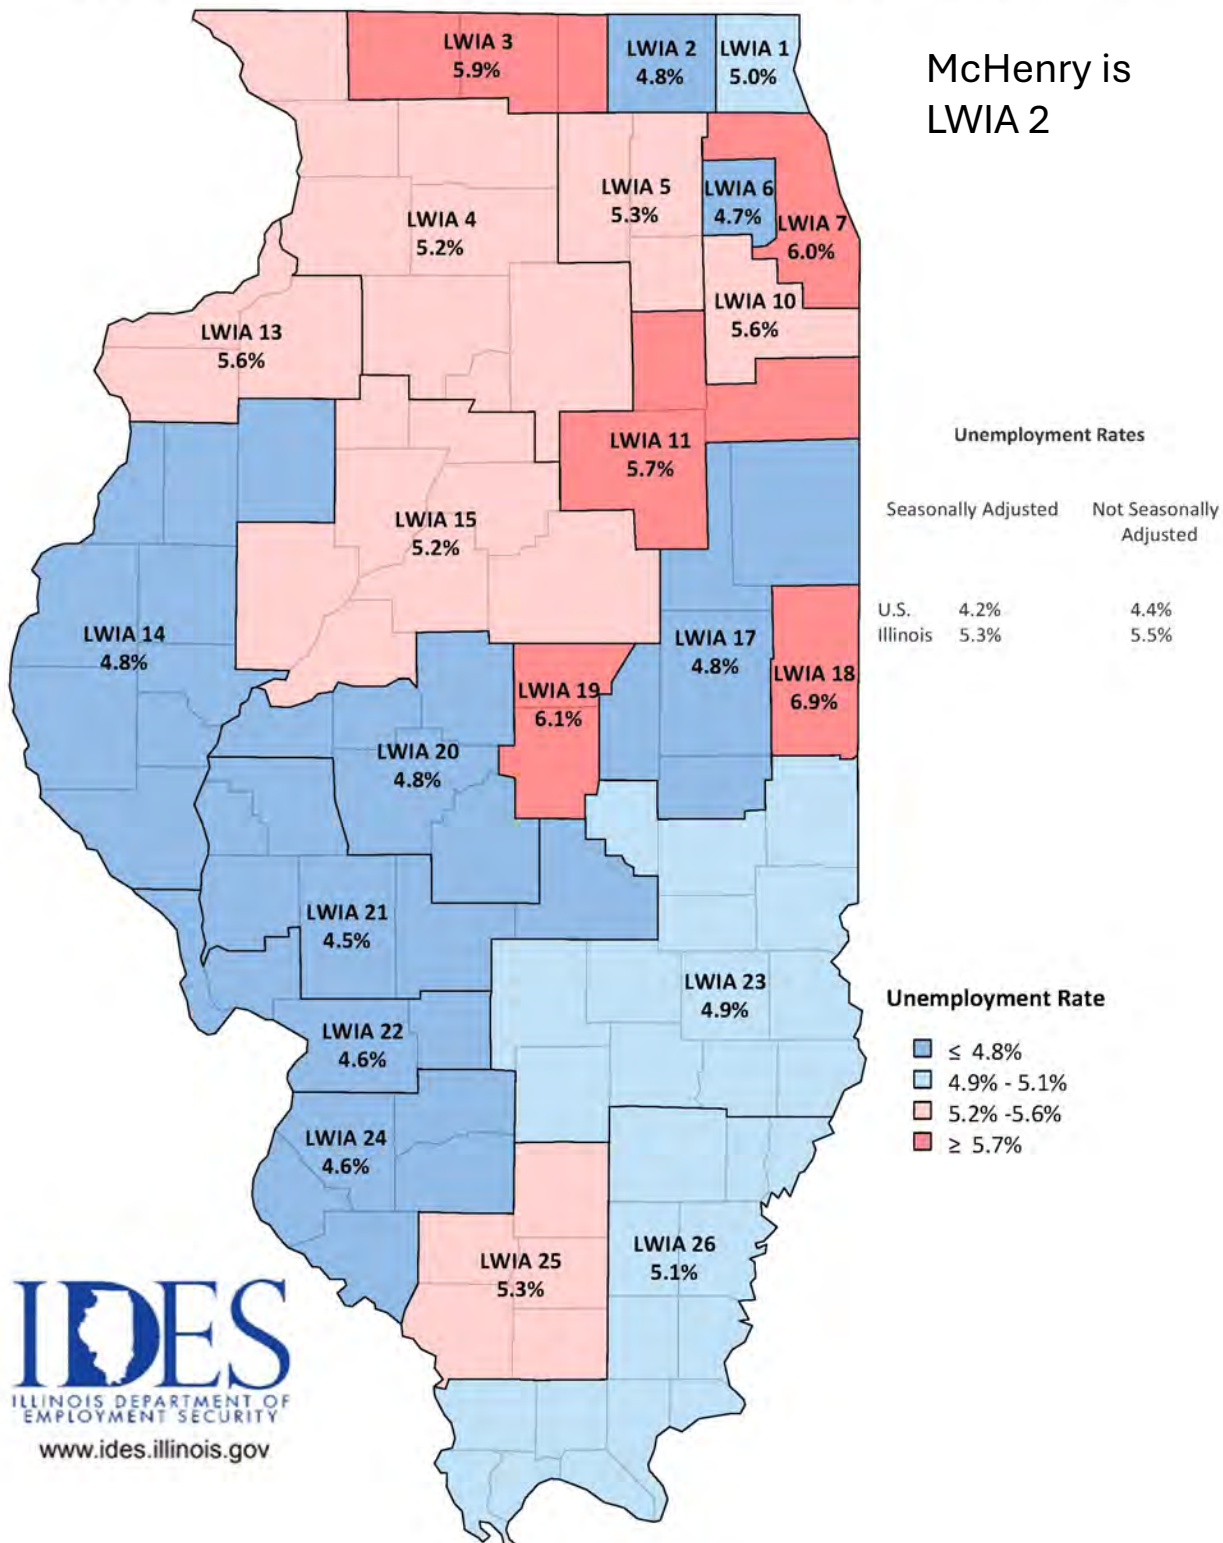 LWIA 3
5.9%
LWIA 2
4.8%
LWIA 1
5.0%
McHenry is
LWIA 2
LWIA 5
5.3%
LWIA 6
4.7%
LWIA 7
6.0%
LWIA 4
5.2%
LWIA 10
5.6%
LWIA 13
5.6%
LWIA 11
5.7%
Unemployment Rates
Seasonally Adjusted Not Seasonally
Adjusted
U.S. 4.2% 4.4%
Illinois 5.3% 5.5%
LWIA 15
5.2%
LWIA 14
4.8%
LWIA 17
4.8%
LWIA 18
6.9%
LWIA 19
6.1%
LWIA 20
4.8%
LWIA 21
4.5%
LWIA 23
4.9%
LWIA 22
4.6%
Unemployment Rate
≤ 4.8%
4.9% - 5.1%
5.2% -5.6%
≥ 5.7%
LWIA 24
4.6%
LWIA 25
5.3%
LWIA 26
5.1%
IDES
ILLINOIS DEPARTMENT OF
EMPLOYMENT SECURITY
www.ides.illinois.gov